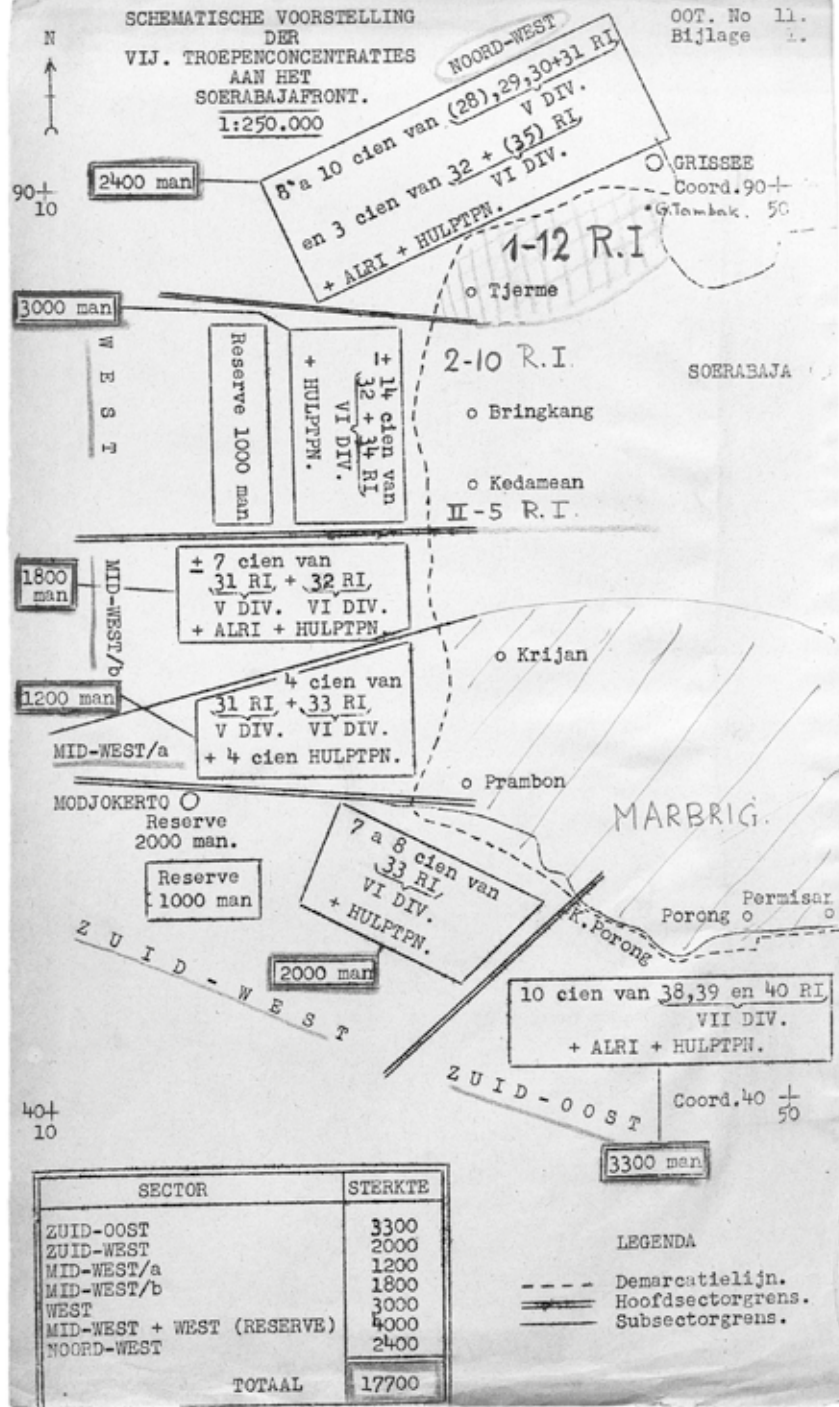 SCHEMATISCHE VOORSTELLING
DER
VIJ. TROEPENCONCENTRATIES
AAN HET
SOERABAJAFRONT.
1:250.000
N
OOT. No 11.
Bijlage
NOORD-WEST
8 a 10 cien van (28),29,30+31 RI
V DIV.
en 3 cien van 32 + (35) RI
VI DIV.
+ ALRI + HULPTPN.
2400 man
90+
10
GRISSEE
Coord.90+
50
G.Tambak.
1-12 R.I
Tjerme
3000 man
WEST
Reserve 1000 man
± 14 cien van
32 + 34 RI
VI DIV.
+ HULPTPN.
2-10 R.I.
SOERABAJA
Bringkang
Kedamean
II-5 R.I.
1800
man
MID-WEST/b
± 7 cien van
31 RI + 32 RI
V DIV. VI DIV.
+ ALRI + HULPTPN.
Krijan
1200 man
4 cien van
31 RI + 33 RI
V DIV. VI DIV.
+ 4 cien HULPTPN.
MID-WEST/a
MODJOKERTO
Reserve
2000 man.
Prambon
MARBRIG.
Reserve
1000 man
7 a 8 cien van
33 RI
VI DIV.
+ HULPTPN.
K.Porong
Porong
Permisan
ZUID-WEST
2000 man
10 cien van 38,39 en 40 RI
VII DIV.
+ ALRI + HULPTPN.
ZUID-OOST
Coord.40 +
50
40+
10
3300 man
SECTOR STERKTE
ZUID-OOST 3300
ZUID-WEST 2000
MID-WEST/a 1200
MID-WEST/b 1800
WEST 3000
MID-WEST + WEST (RESERVE) 4000
NOORD-WEST 2400
TOTAAL 17700
LEGENDA
Demarcatielijn.
Hoofdsectorgrens.
Subsectorgrens.